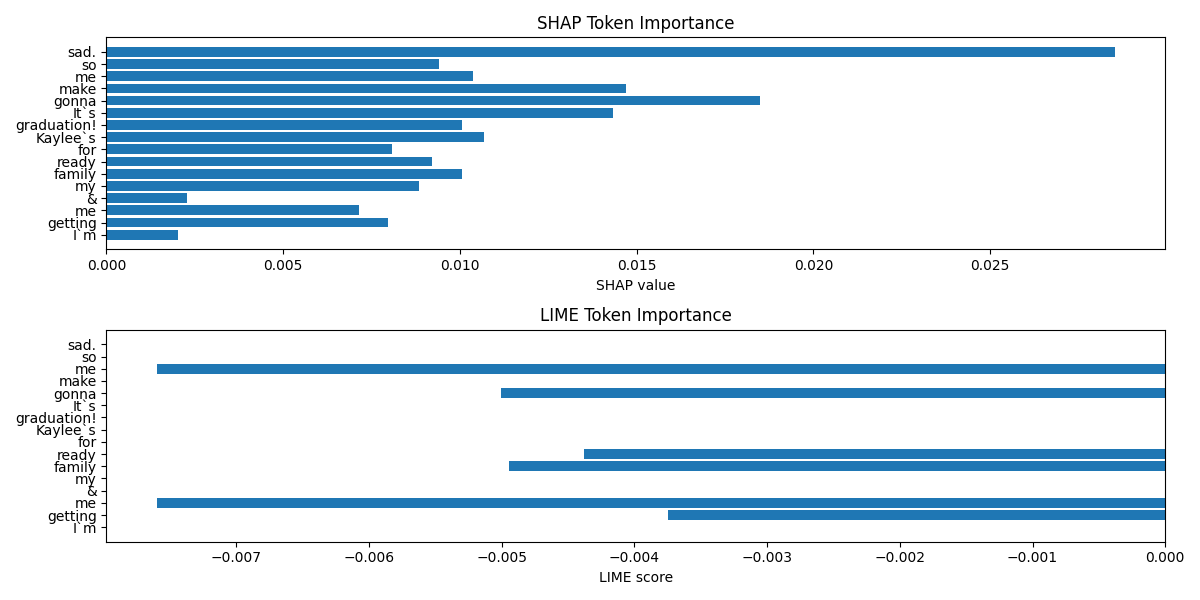 SHAP Token Importance
sad.
so
me
make
gonna
It`s
graduation!
Kaylee`s
for
ready
family
my
&
me
getting
I`m
0.000 0.005 0.010 0.015 0.020 0.025
SHAP value
LIME Token Importance
sad.
so
me
make
gonna
It`s
graduation!
Kaylee`s
for
ready
family
my
&
me
getting
I`m
−0.007 −0.006 −0.005 −0.004 −0.003 −0.002 −0.001 0.000
LIME score